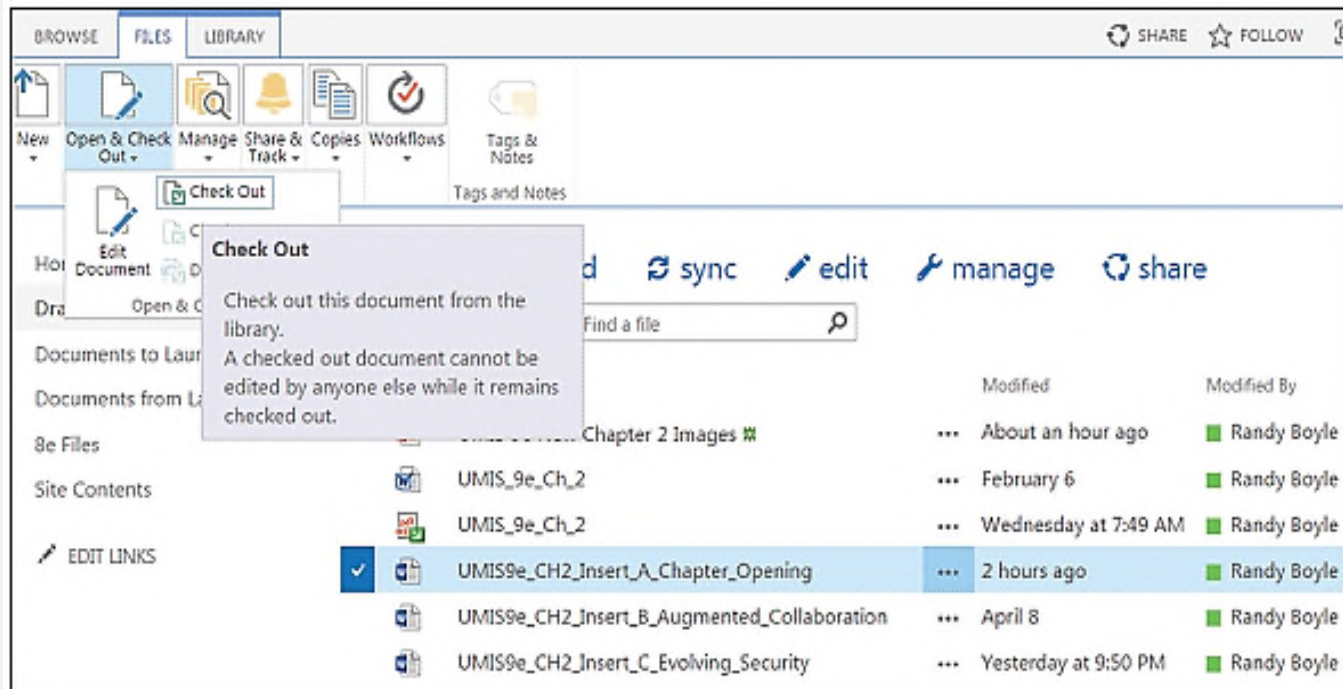 BROWSE FILES LIBRARY SHARE FOLLOW
New Open & Check Out Manage Share & Track Copies Workflows Tags & Notes
Tags and Notes
Check Out
Edit Document
Open & C
Check Out
Check out this document from the
library.
A checked out document cannot be
edited by anyone else while it remains
checked out.
sync edit manage share
Find a file
Documents to Laun
Documents from La
8e Files
Site Contents
EDIT LINKS
Modified Modified By
Chapter 2 Images About an hour ago Randy Boyle
UMIS_9e_Ch_2 February 6 Randy Boyle
UMIS_9e_Ch_2 Wednesday at 7:49 AM Randy Boyle
UMIS9e_CH2_Insert_A_Chapter_Opening 2 hours ago Randy Boyle
UMIS9e_CH2_Insert_B_Augmented_Collaboration April 8 Randy Boyle
UMIS9e_CH2_Insert_C_Evolving_Security Yesterday at 9:50 PM Randy Boyle